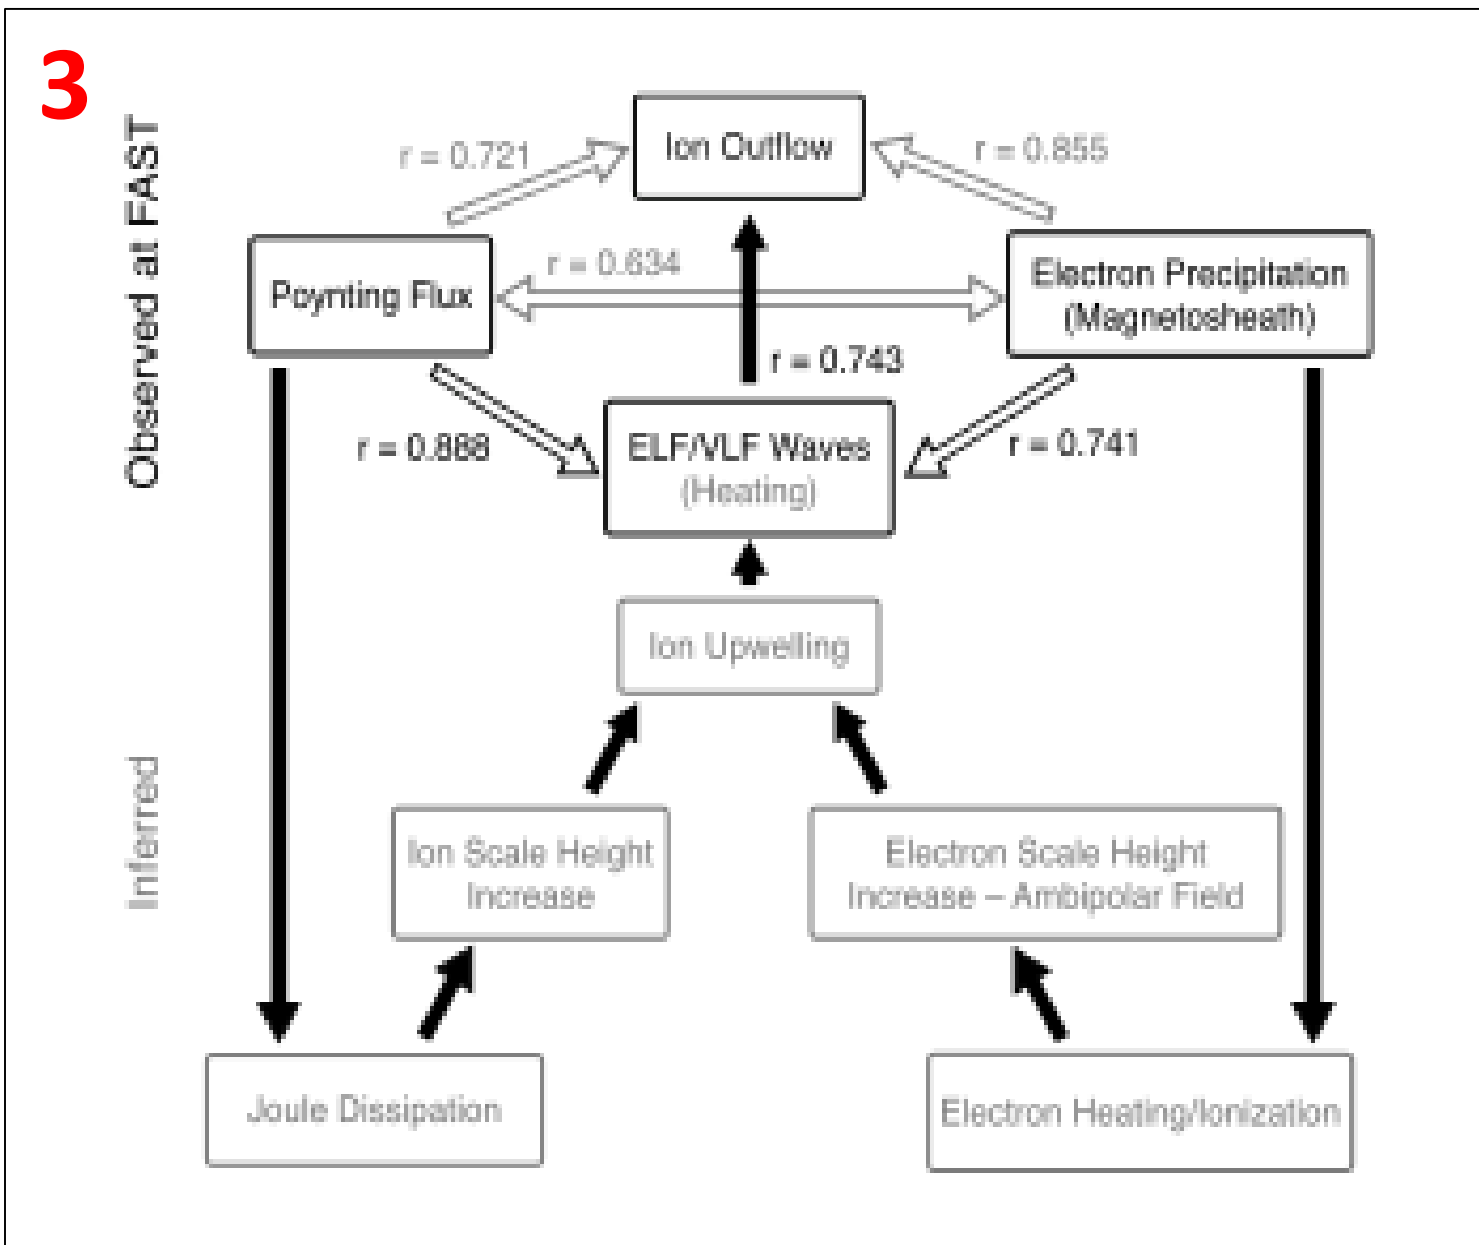 3
Observed at FAST
Ion Outflow
r = 0.721
r = 0.855
Poynting Flux
r = 0.634
Electron Precipitation
(Magnetosheath)
r = 0.743
r = 0.888
ELF/VLF Waves
(Heating)
r = 0.741
Ion Upwelling
Inferred
Ion Scale Height
Increase
Electron Scale Height
Increase – Ambipolar Field
Joule Dissipation
Electron Heating/Ionization